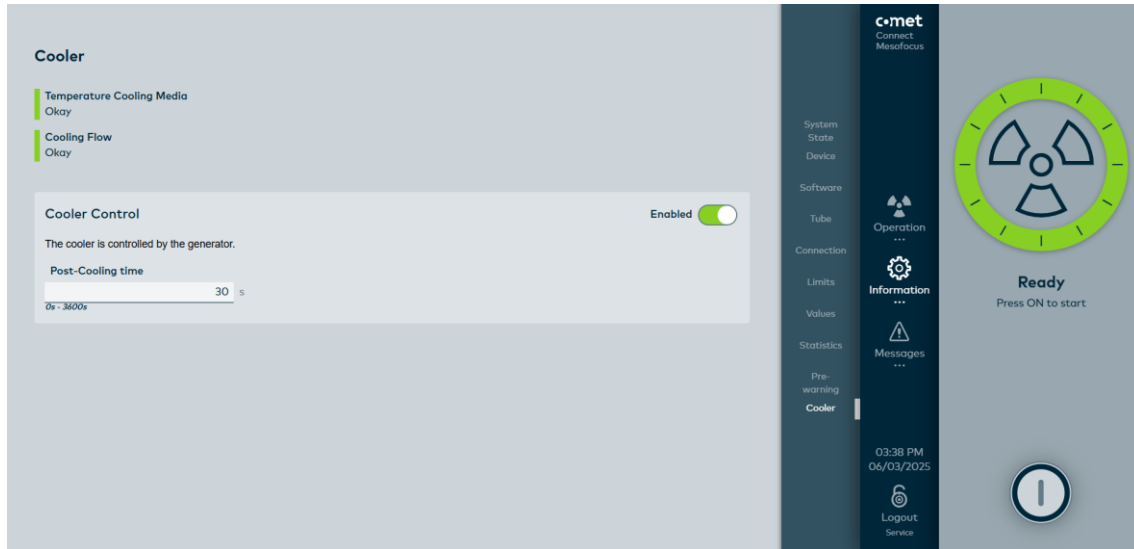 Cooler
Temperature Cooling Media
Okay
Cooling Flow
Okay
Cooler Control
Enabled
The cooler is controlled by the generator.
Post-Cooling time
30 s
0s - 3600s
System
State
Device
Software
Tube
Connection
Limits
Values
Statistics
Pre-
warning
Cooler
comet
Connect
Mesofocus
Operation
Information
Messages
03:38 PM
06/03/2025
Logout
Service
Ready
Press ON to start